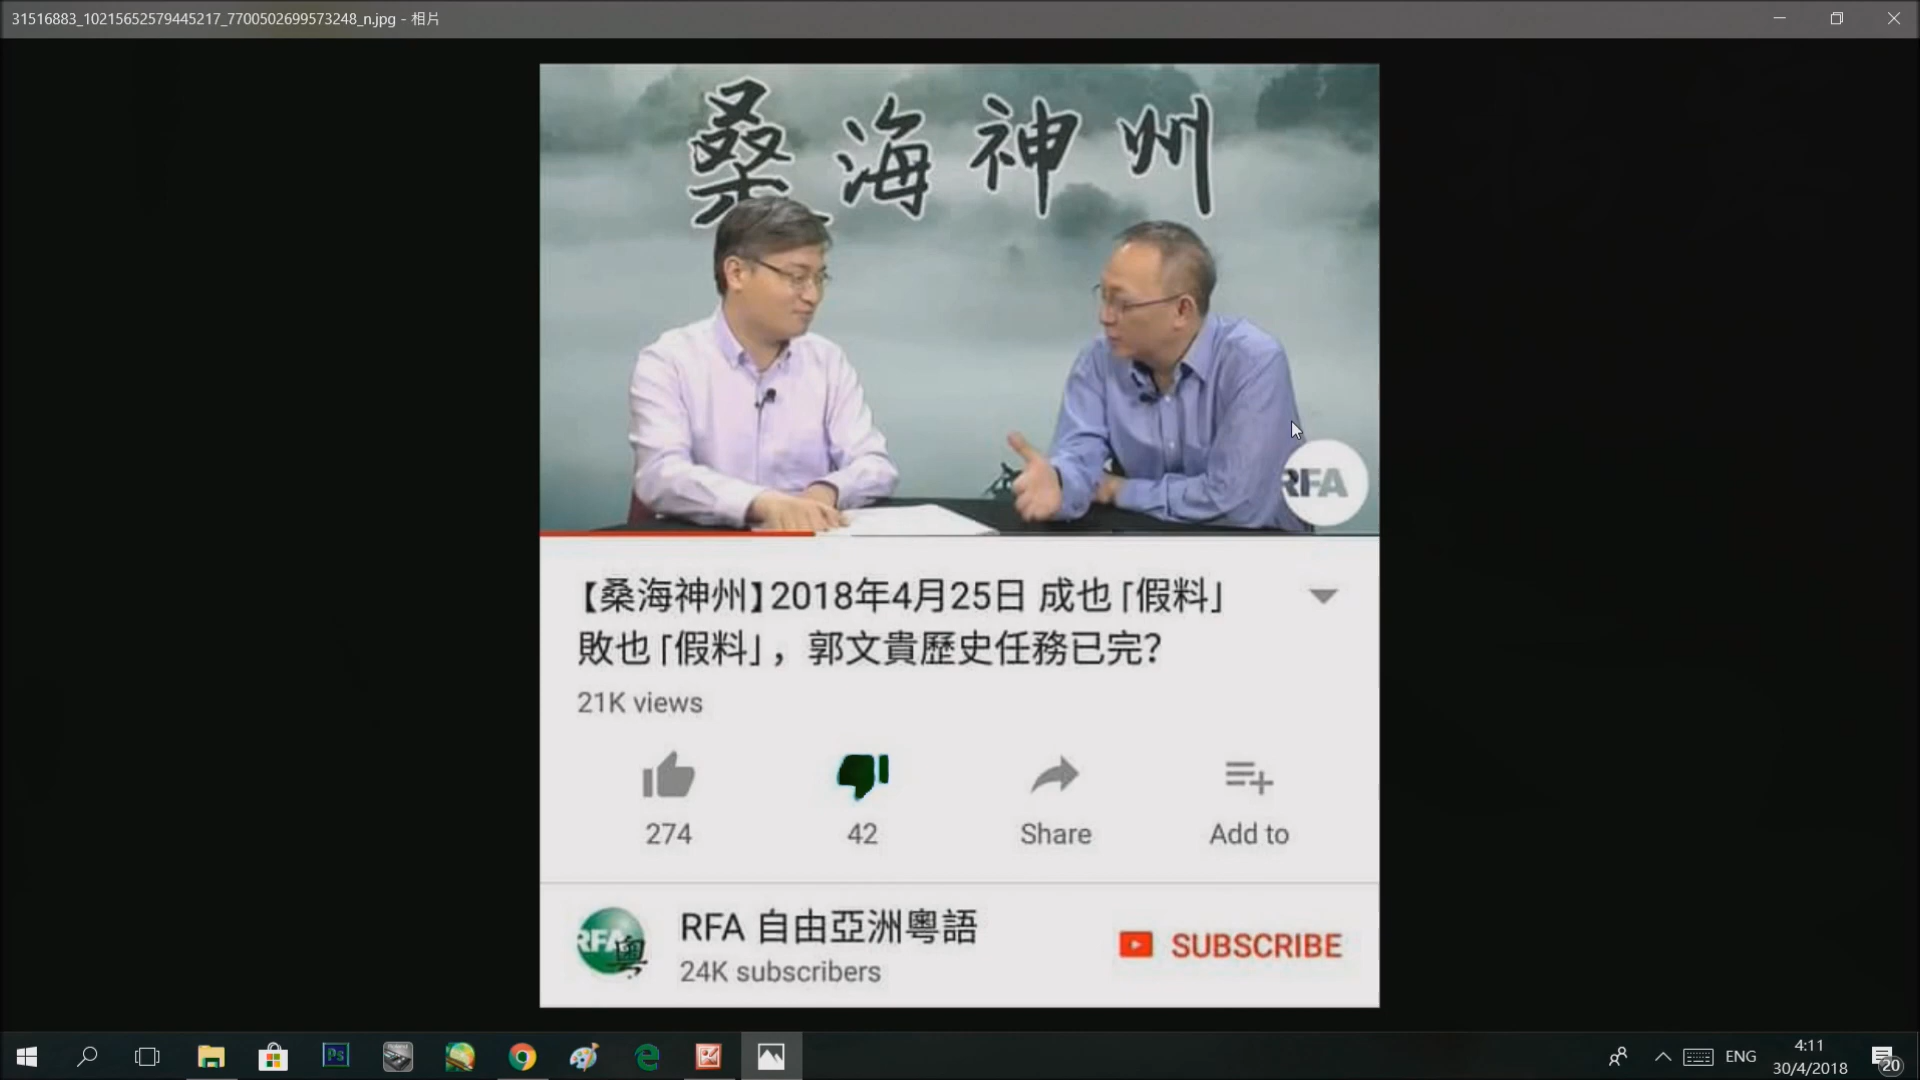 31516883_10215652579445217_7700502699573248_n.jpg - 相片
桑海神州
RFA
【桑海神州】2018年4月25日 成也「假料」
敗也「假料」，郭文貴歷史任務已完？
21K views
274
42
Share
Add to
RFA 粵
RFA 自由亞洲粵語
24K subscribers
SUBSCRIBE
Ps
ENG
4:11
30/4/2018
20